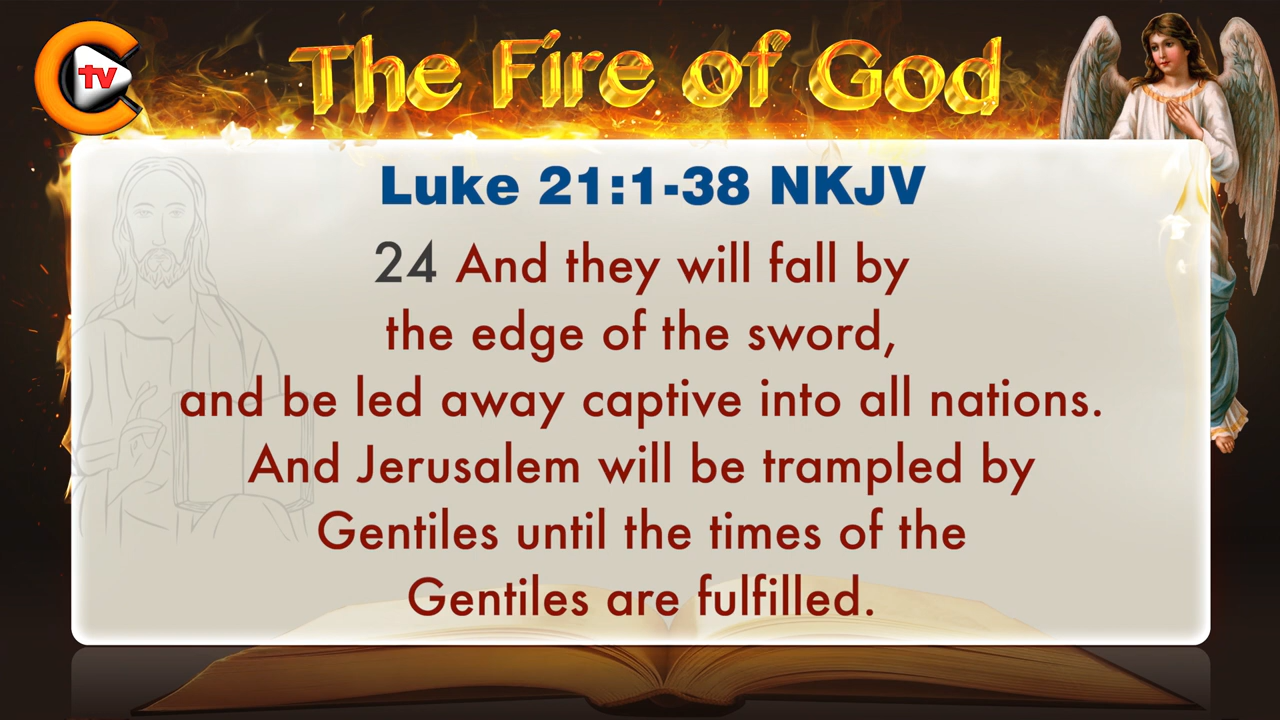 tv
The Fire of God
Luke 21:1-38 NKJV
24 And they will fall by
the edge of the sword,
and be led away captive into all nations.
And Jerusalem will be trampled by
Gentiles until the times of the
Gentiles are fulfilled.